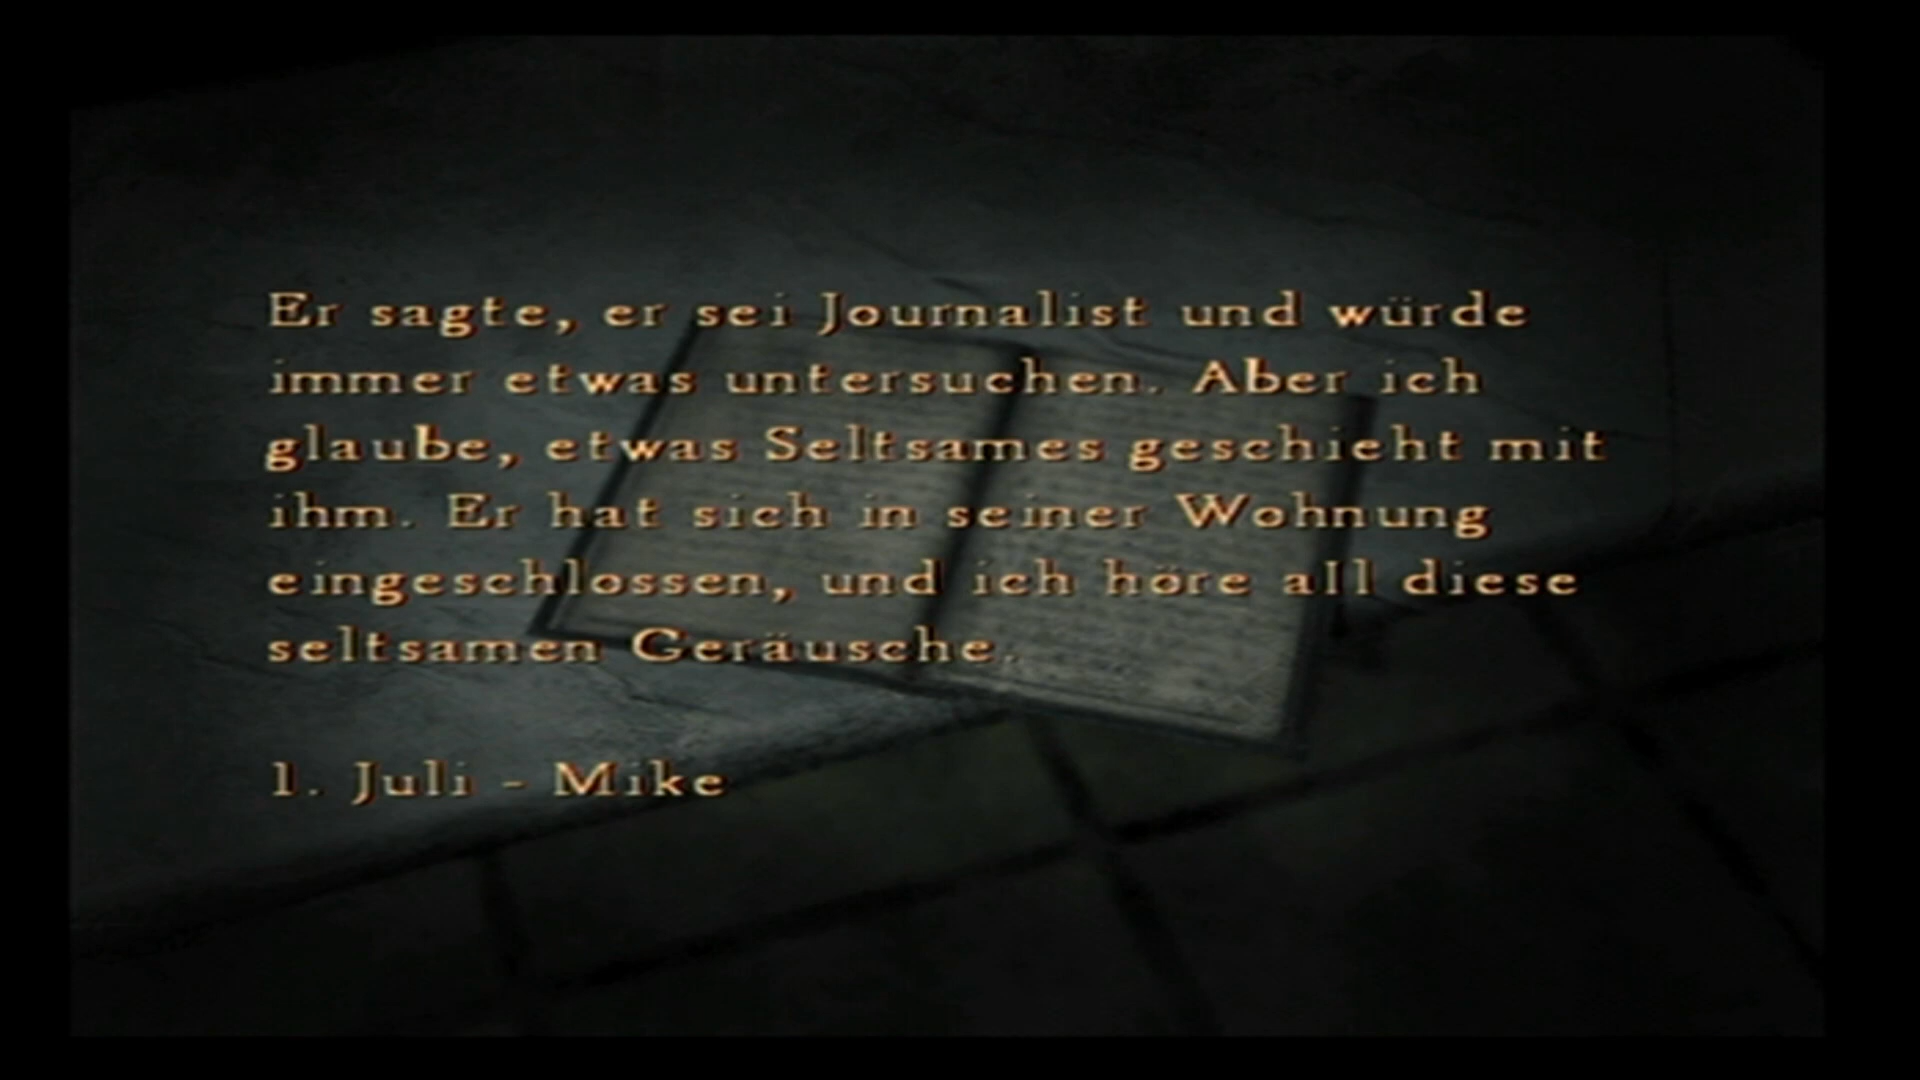 Er sagte, er sei Journalist und würde
immer etwas untersuchen. Aber ich
glaube, etwas Seltsames geschieht mit
ihm. Er hat sich in seiner Wohnung
eingeschlossen, und ich höre all diese
seltsamen Geräusche.
1. Juli - Mike